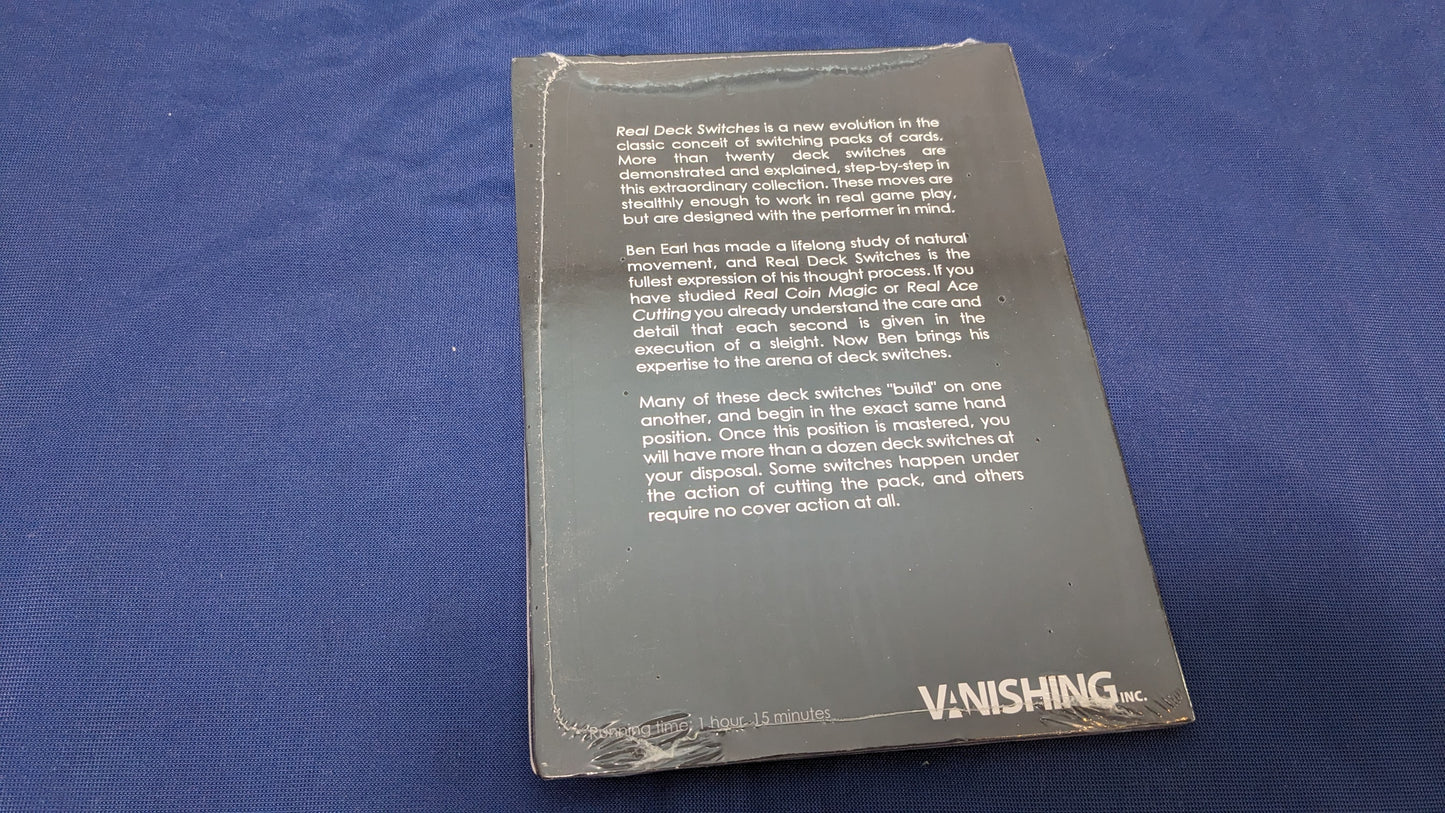 Real Deck Switches is a new evolution in the
classic conceit of switching packs of cards.
More than twenty deck switches are
demonstrated and explained, step-by-step in
this extraordinary collection. These moves are
stealthly enough to work in real game play,
but are designed with the performer in mind.
Ben Earl has made a lifelong study of natural
movement, and Real Deck Switches is the
fullest expression of his thought process. If you
have studied Real Coin Magic or Real Ace
Cutting you already understand the care and
detail that each second is given in the
execution of a sleight. Now Ben brings his
expertise to the arena of deck switches.
Many of these deck switches "build" on one
another, and begin in the exact same hand
position. Once this position is mastered, you
will have more than a dozen deck switches at
your disposal. Some switches happen under
the action of cutting the pack, and others
require no cover action at all.
Running time: 1 hour, 15 minutes
VANISHING INC.